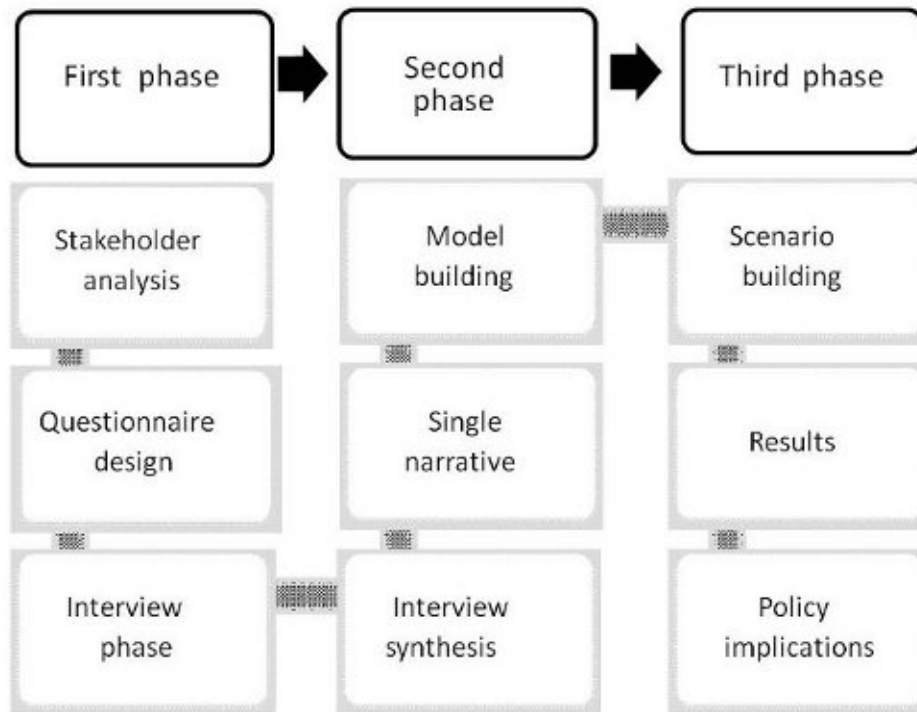 First phase
Second
phase
Third phase
Stakeholder
analysis
Model
building
Scenario
building
Questionnaire
design
Single
narrative
Results
Interview
phase
Interview
synthesis
Policy
implications